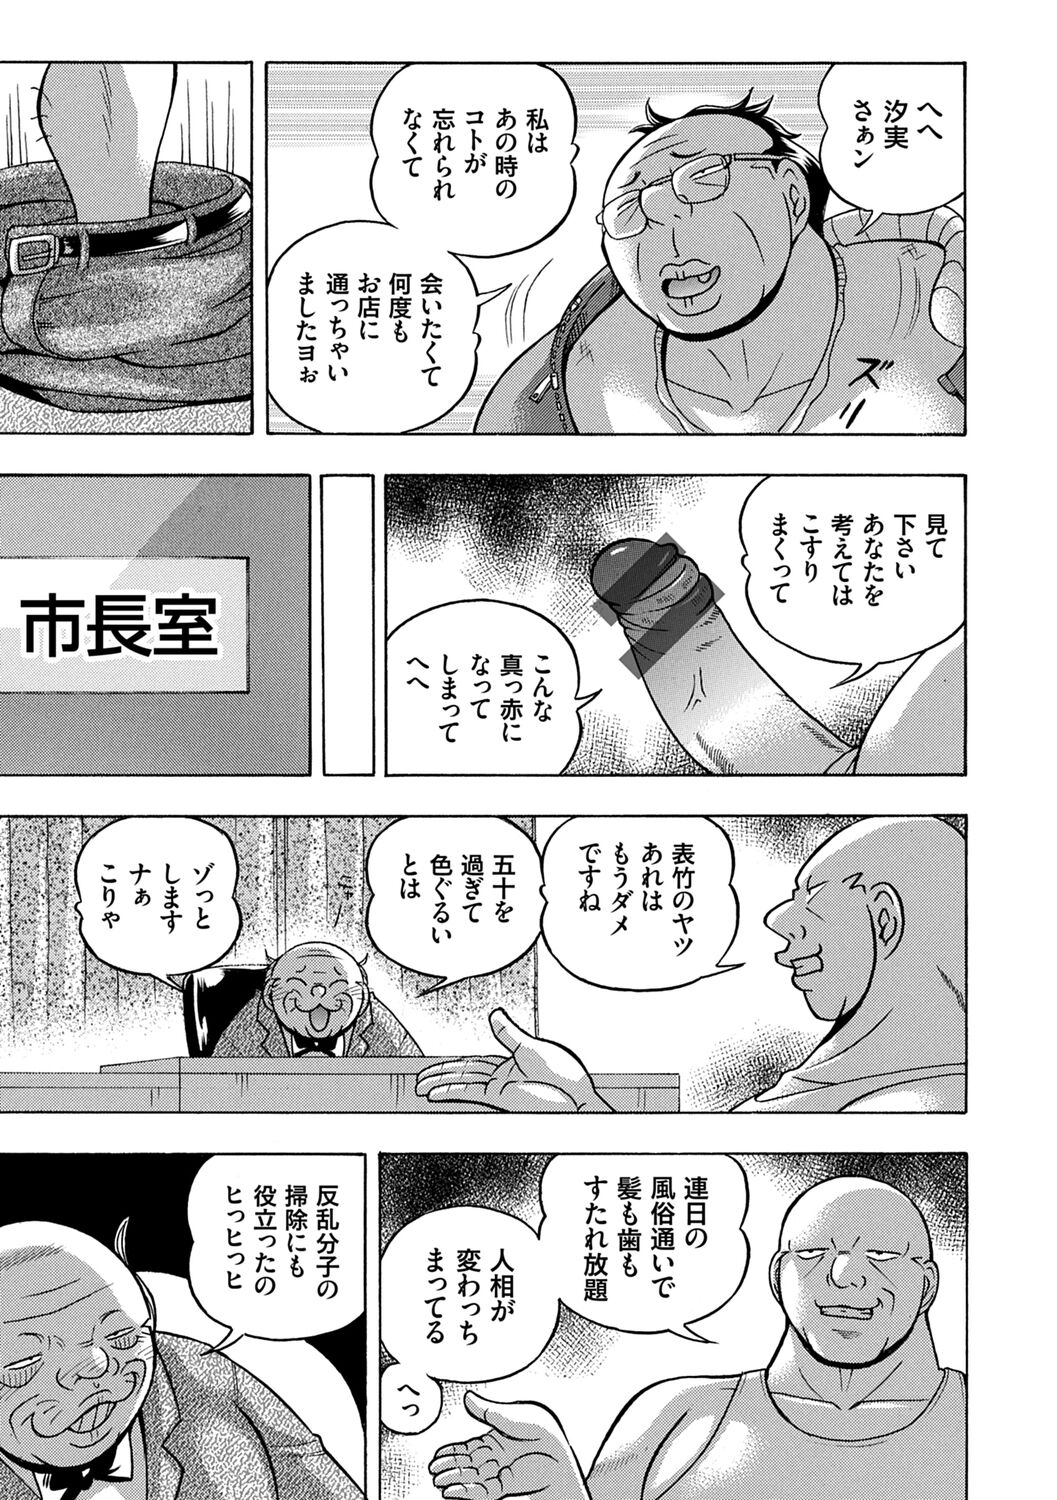 へへ
汐実
さぁン
私は
あの時の
コトが
忘れられ
なくて
会いたくて
何度も
お店に
通っちゃい
ましたヨぉ
ズ
リ
見て
下さい
あなたを
考えては
こすり
まくって
こんな
真っ赤に
なって
しまって
へへ
市長室
表竹のヤツ
あれは
もうダメ
ですね
五十を
過ぎて
色ぐるい
とは
ゾっと
します
ナぁ
こりゃ
連日の
風俗通いで
髪も歯も
すたれ放題
人相が
変わっち
まってる
へっ
反乱分子の
掃除にも
役立ったの
ヒっヒっヒ